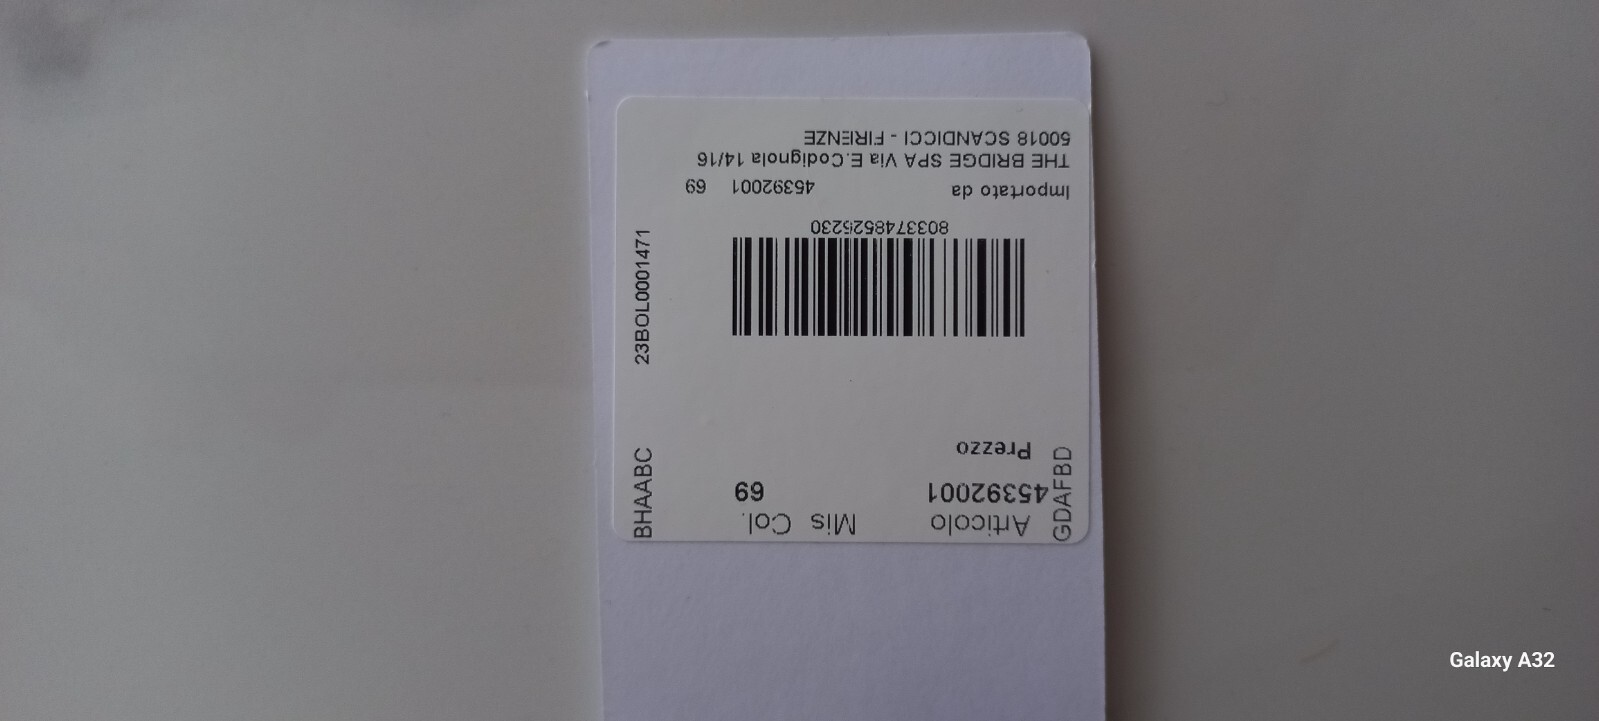 Articolo Mis Col.
45392001 69
Prezzo
GDAFBD
BHAABC
23BOL0001471
8033748525230
Importato da 45392001 69
THE BRIDGE SPA Via E.Codignola 14/16
50018 SCANDICCI - FIRIENZE
Galaxy A32